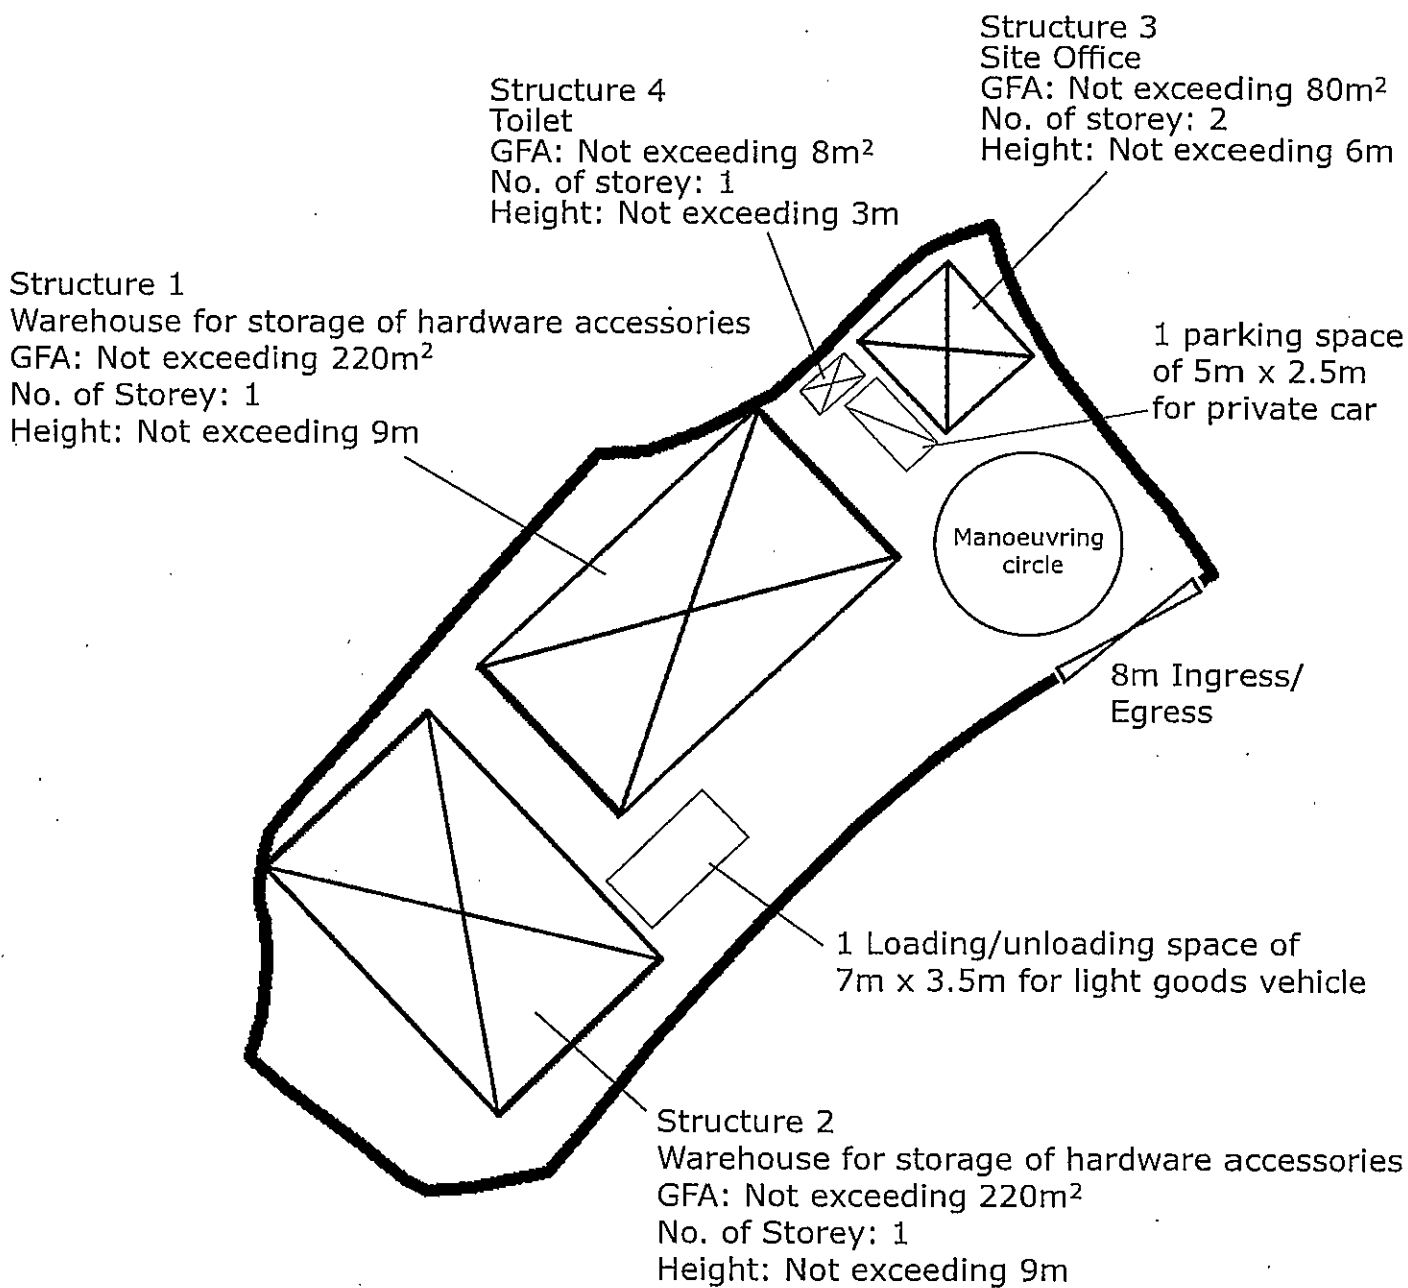 Structure 3
Site Office
GFA: Not exceeding 80m²
No. of storey: 2
Height: Not exceeding 6m
Structure 4
Toilet
GFA: Not exceeding 8m²
No. of storey: 1
Height: Not exceeding 3m
Structure 1
Warehouse for storage of hardware accessories
GFA: Not exceeding 220m²
No. of Storey: 1
Height: Not exceeding 9m
1 parking space
of 5m x 2.5m
for private car
Manoeuvring
circle
8m Ingress/
Egress
1 Loading/unloading space of
7m x 3.5m for light goods vehicle
Structure 2
Warehouse for storage of hardware accessories
GFA: Not exceeding 220m²
No. of Storey: 1
Height: Not exceeding 9m